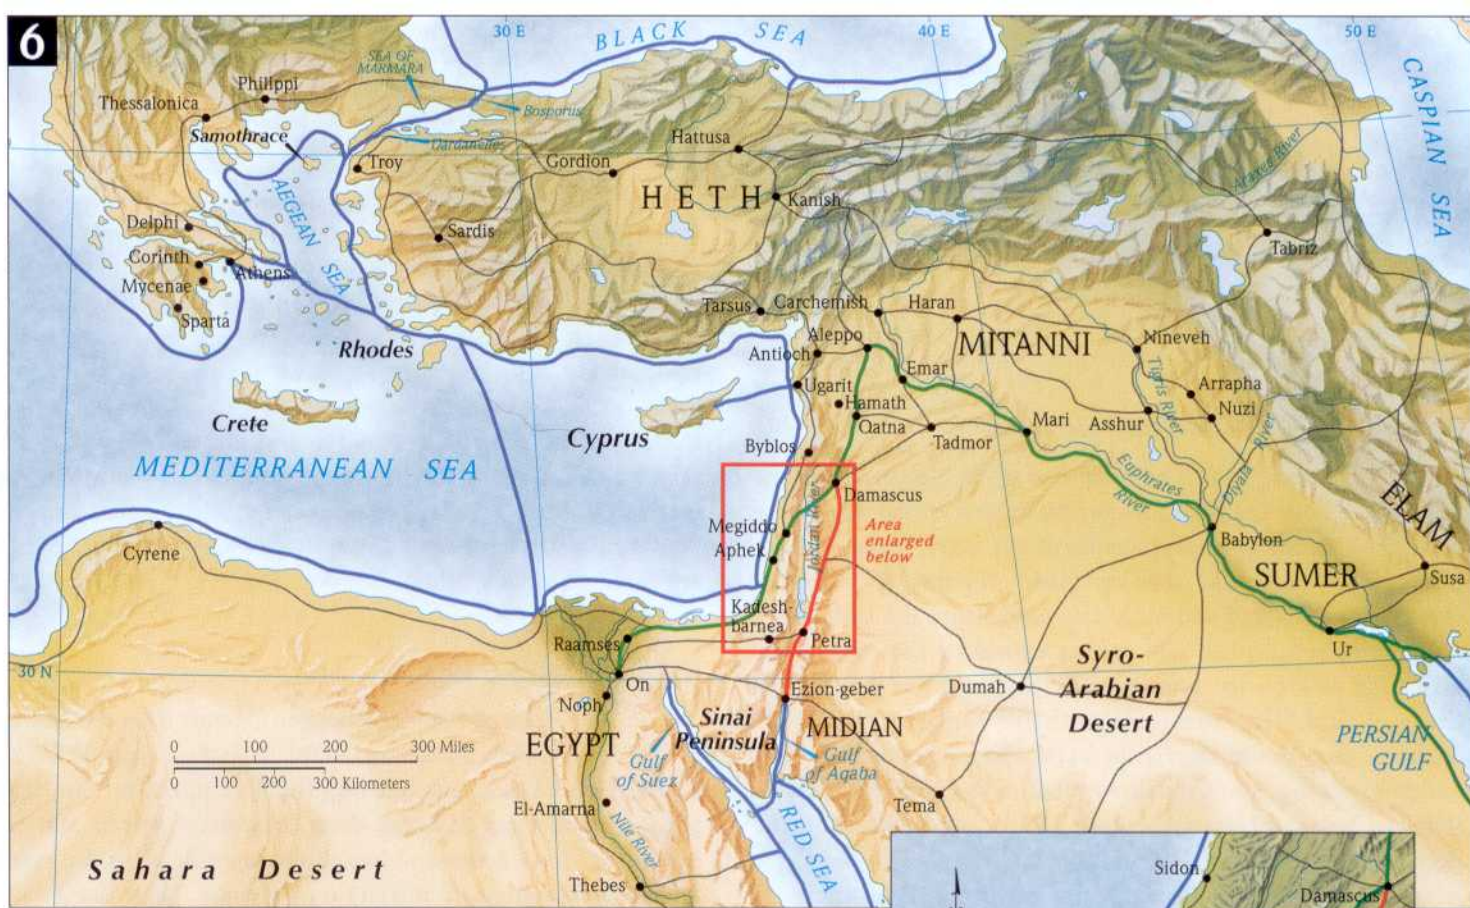 6
30 E
BLACK SEA
40 E
50 E
CASPIAN
SEA
SEA OF
MARMARA
Philippi
Thessalonica
Bosporus
Samothrace
Dardanelles
Hattusa
Troy
Gordion
Araxes River
HETH
Kanish
AEGEAN
SEA
Delphi
Sardis
Tabriz
Corinth
Athens
Mycenae
Sparta
Tarsus
Carchemish
Haran
Rhodes
Aleppo
MITANNI
Nineveh
Antioch
Emar
Ugarit
Arrapha
Tigris River
Hamath
Nuzi
Crete
Qatna
Asshur
Cyprus
Tadmor
Mari
Byblos
MEDITERRANEAN SEA
Euphrates
River
Diyala River
Damascus
Jordan River
ELAM
Megiddo
Area
enlarged
below
Aphek
Cyrene
Babylon
SUMER
Susa
Kadesh-
barnea
Raamses
Petra
Ur
30 N
On
Syro-
Arabian
Desert
Noph
Ezion-geber
Dumah
Sinai
Peninsula
MIDIAN
EGYPT
PERSIAN
GULF
0 100 200 300 Miles
0 100 200 300 Kilometers
Gulf
of Suez
Gulf
of Aqaba
El-Amarna
Nile River
Tema
RED SEA
Sahara Desert
Thebes
Sidon
Damascus